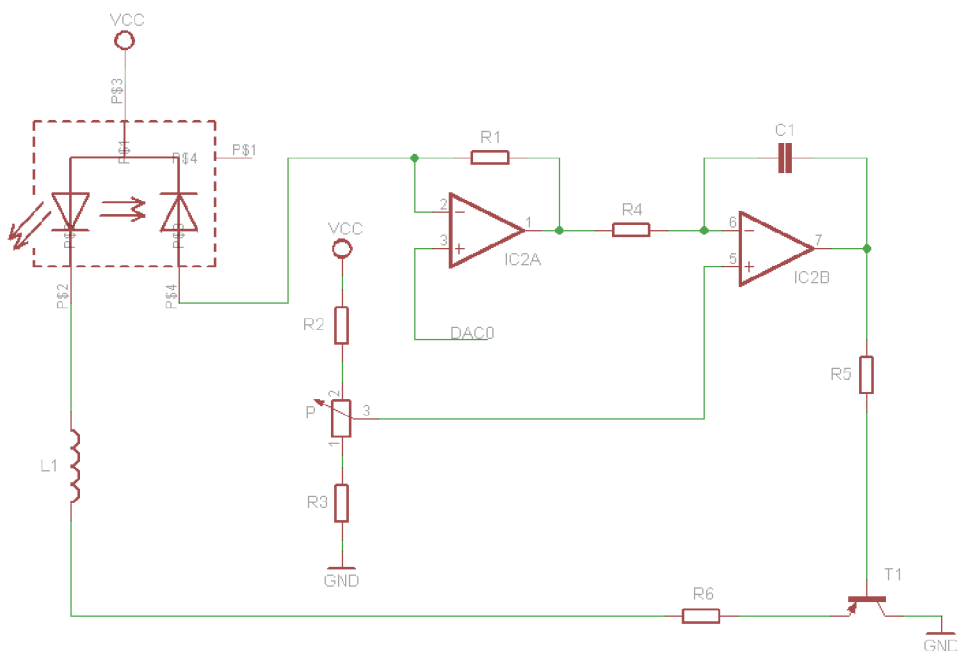 VCC
P$3
P$1
P$4
P$1
P$2
P$4
VCC
R1
2
3
1
IC2A
DAC0
R4
C1
6
5
7
IC2B
R2
P
2
3
1
R3
GND
L1
R5
R6
T1
GND